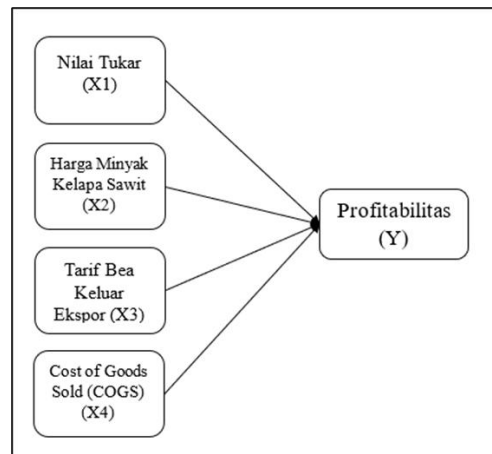 Nilai Tukar
(X1)
Harga Minyak
Kelapa Sawit
(X2)
Tarif Bea
Keluar
Ekspor (X3)
Cost of Goods
Sold (COGS)
(X4)
Profitabilitas
(Y)